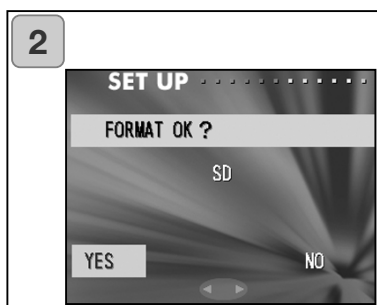 2
SET UP
FORMAT OK ?
SD
YES NO